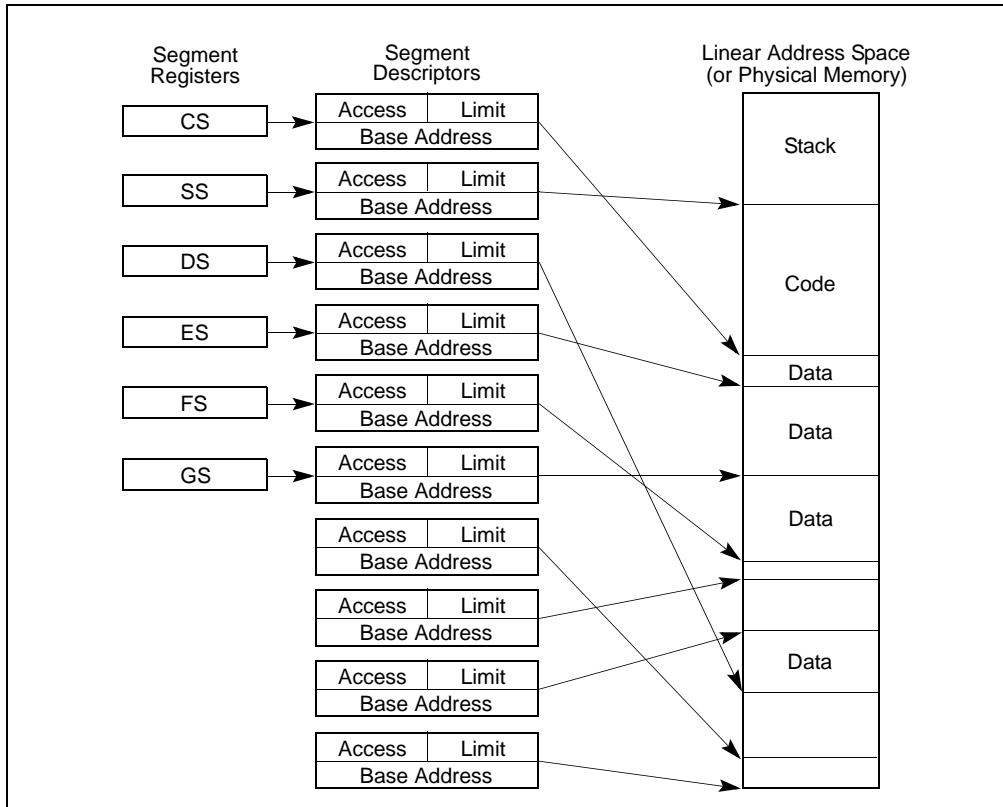 Segment
Registers
Segment
Descriptors
Linear Address Space
(or Physical Memory)
CS
Access Limit
Base Address
Stack
SS
Access Limit
Base Address
DS
Access Limit
Base Address
Code
ES
Access Limit
Base Address
Data
FS
Access Limit
Base Address
Data
GS
Access Limit
Base Address
Data
Access Limit
Base Address
Access Limit
Base Address
Access Limit
Base Address
Data
Access Limit
Base Address